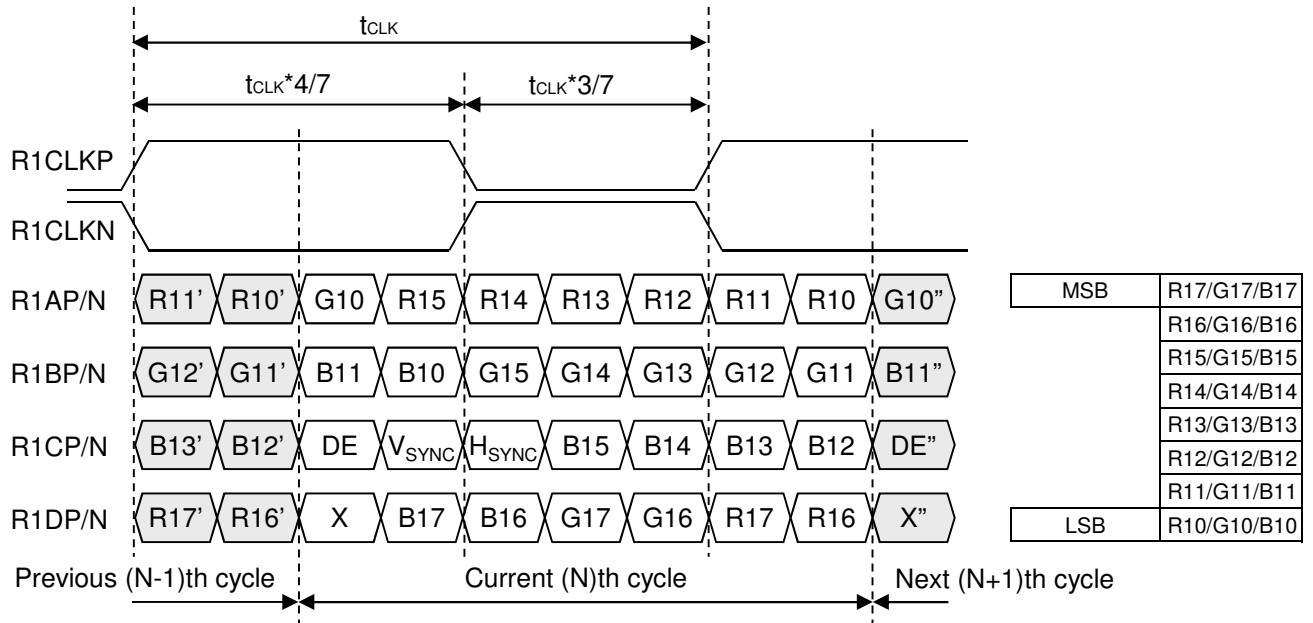 tCLK
tCLK*4/7 tCLK*3/7
R1CLKP
R1CLKN
R1AP/N R11’ R10’ G10 R15 R14 R13 R12 R11 R10 G10”
R1BP/N G12’ G11’ B11 B10 G15 G14 G13 G12 G11 B11”
R1CP/N B13’ B12’ DE VSYNC HSYNC B15 B14 B13 B12 DE”
R1DP/N R17’ R16’ X B17 B16 G17 G16 R17 R16 X”
Previous (N-1)th cycle Current (N)th cycle Next (N+1)th cycle
MSB R17/G17/B17
R16/G16/B16
R15/G15/B15
R14/G14/B14
R13/G13/B13
R12/G12/B12
R11/G11/B11
LSB R10/G10/B10